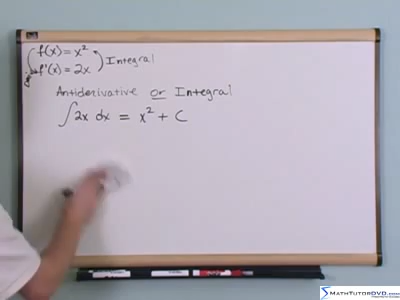 f(x) = x²
f'(x) = 2x
Integral
Antiderivative or Integral
∫2x dx = x² + C
MathTutorDVD.com